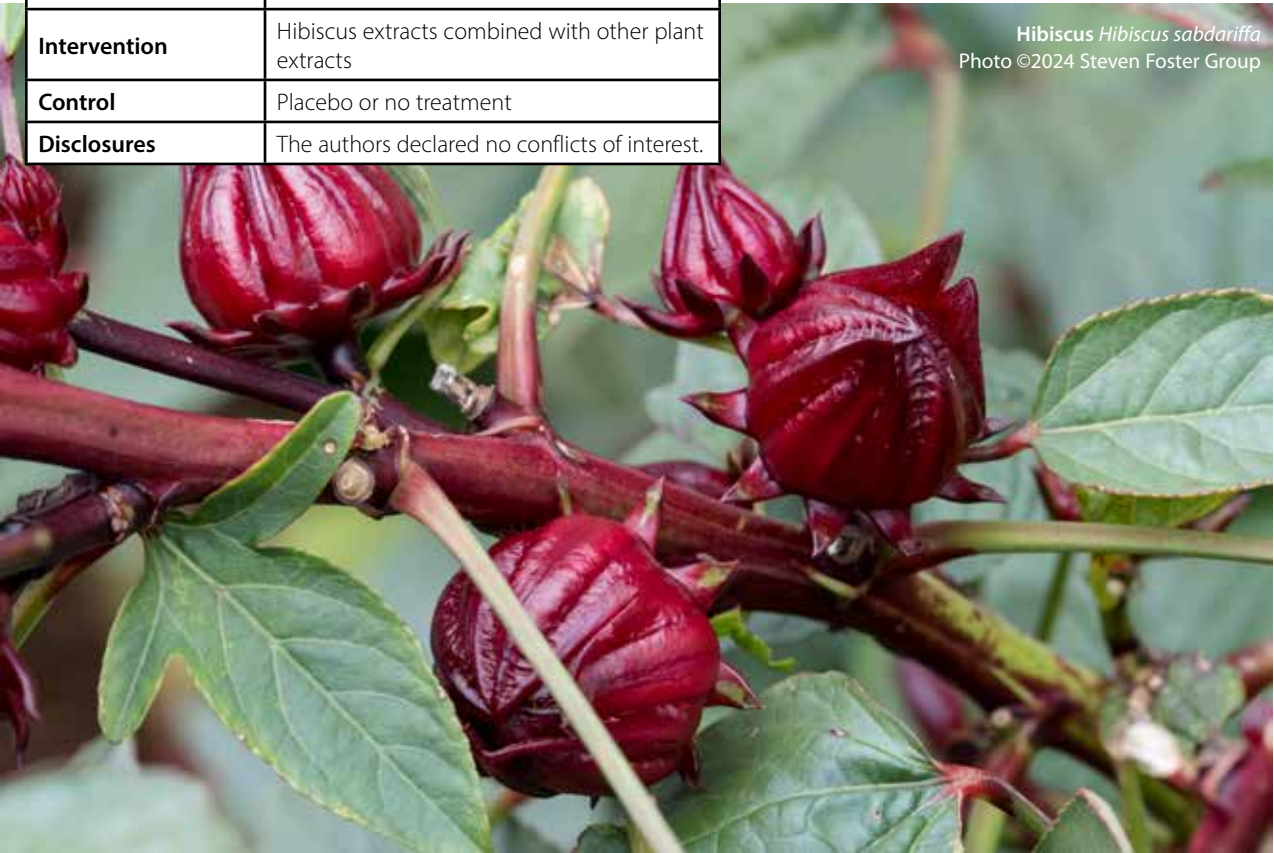 Intervention
Hibiscus extracts combined with other plant
extracts
Control
Placebo or no treatment
Disclosures
The authors declared no conflicts of interest.
Hibiscus Hibiscus sabdariffa
Photo ©2024 Steven Foster Group